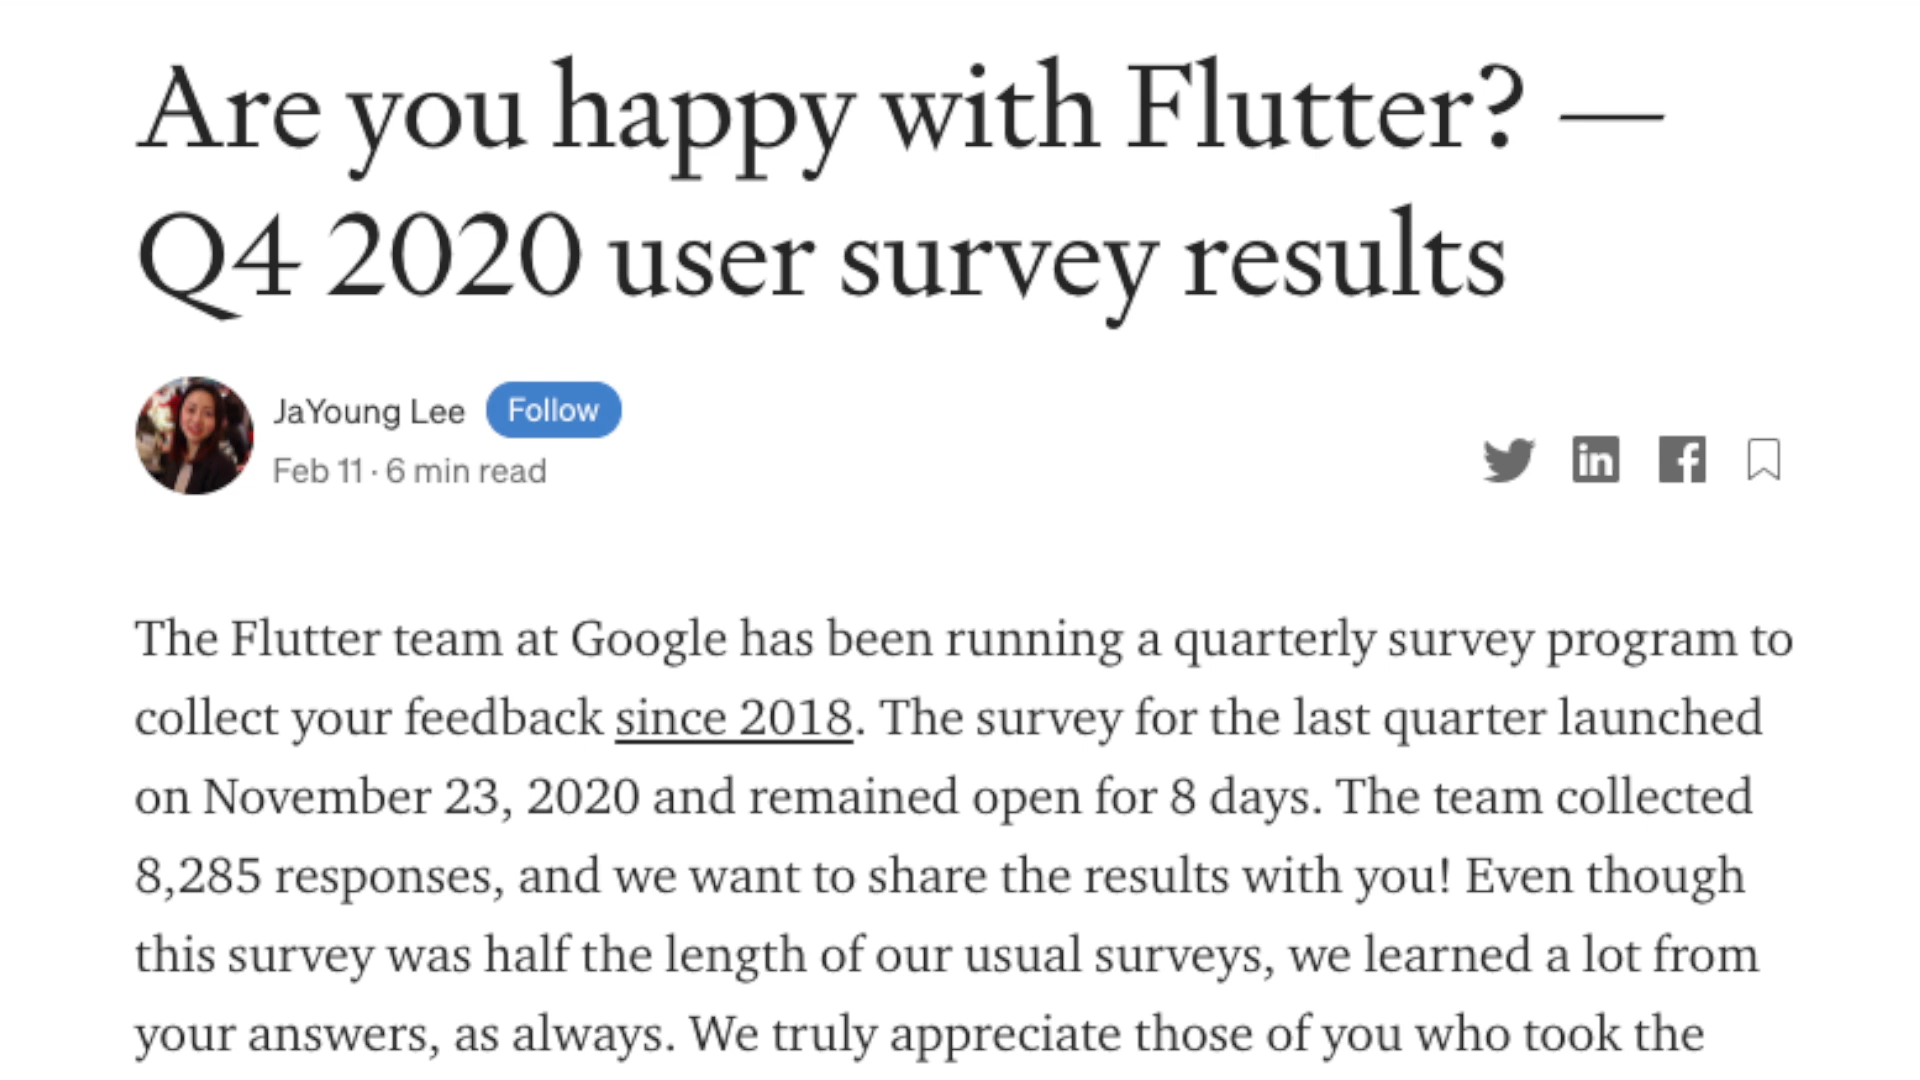 Are you happy with Flutter? —
Q4 2020 user survey results
JaYoung Lee Follow
Feb 11 · 6 min read
in f
The Flutter team at Google has been running a quarterly survey program to
collect your feedback since 2018. The survey for the last quarter launched
on November 23, 2020 and remained open for 8 days. The team collected
8,285 responses, and we want to share the results with you! Even though
this survey was half the length of our usual surveys, we learned a lot from
your answers, as always. We truly appreciate those of you who took the